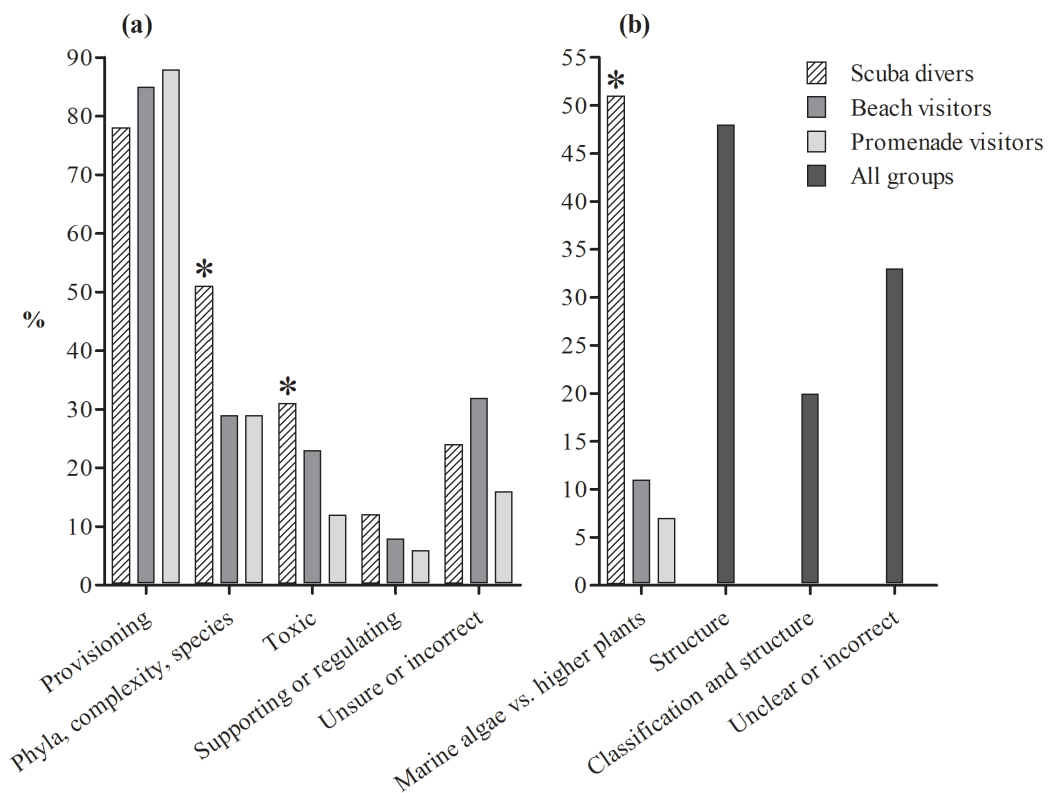 (a)
%
90
80
70
60
50
40
30
20
10
0
*
*
Provisioning
Phyla, complexity, species
Toxic
Supporting or regulating
Unsure or incorrect
(b)
55
50
45
40
35
30
25
20
15
10
5
0
*
Marine algae vs. higher plants
Structure
Classification and structure
Unclear or incorrect
Scuba divers
Beach visitors
Promenade visitors
All groups